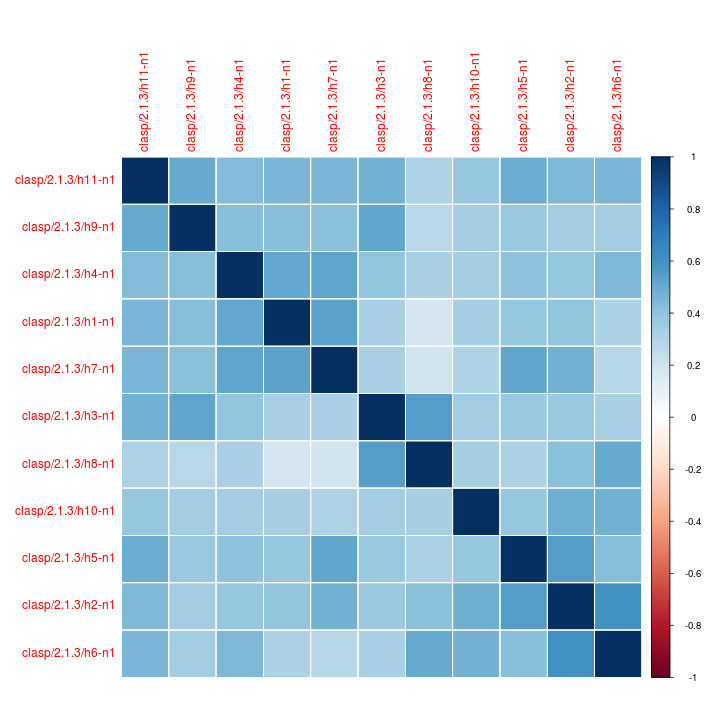 clasp/2.1.3/h11-n1
clasp/2.1.3/h9-n1
clasp/2.1.3/h4-n1
clasp/2.1.3/h1-n1
clasp/2.1.3/h7-n1
clasp/2.1.3/h3-n1
clasp/2.1.3/h8-n1
clasp/2.1.3/h10-n1
clasp/2.1.3/h5-n1
clasp/2.1.3/h2-n1
clasp/2.1.3/h6-n1
clasp/2.1.3/h11-n1
clasp/2.1.3/h9-n1
clasp/2.1.3/h4-n1
clasp/2.1.3/h1-n1
clasp/2.1.3/h7-n1
clasp/2.1.3/h3-n1
clasp/2.1.3/h8-n1
clasp/2.1.3/h10-n1
clasp/2.1.3/h5-n1
clasp/2.1.3/h2-n1
clasp/2.1.3/h6-n1
1
0.8
0.6
0.4
0.2
0
-0.2
-0.4
-0.6
-0.8
-1